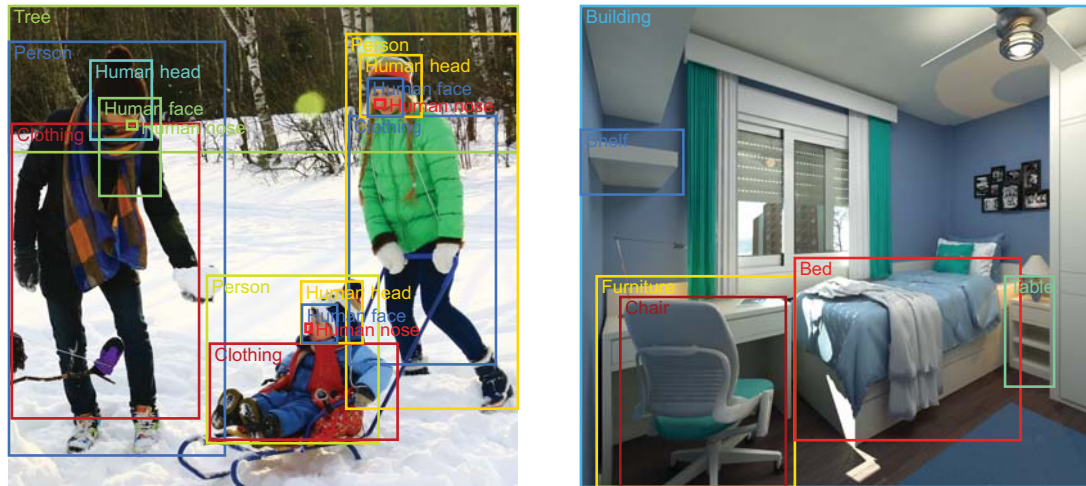 Tree
Person
Person
Human head
Human head
Human face
Human nose
Human face
Human nose
Clothing
Clothing
Person
Human head
Human face
Human nose
Clothing
Building
Shelf
Bed
Furniture
Table
Chair